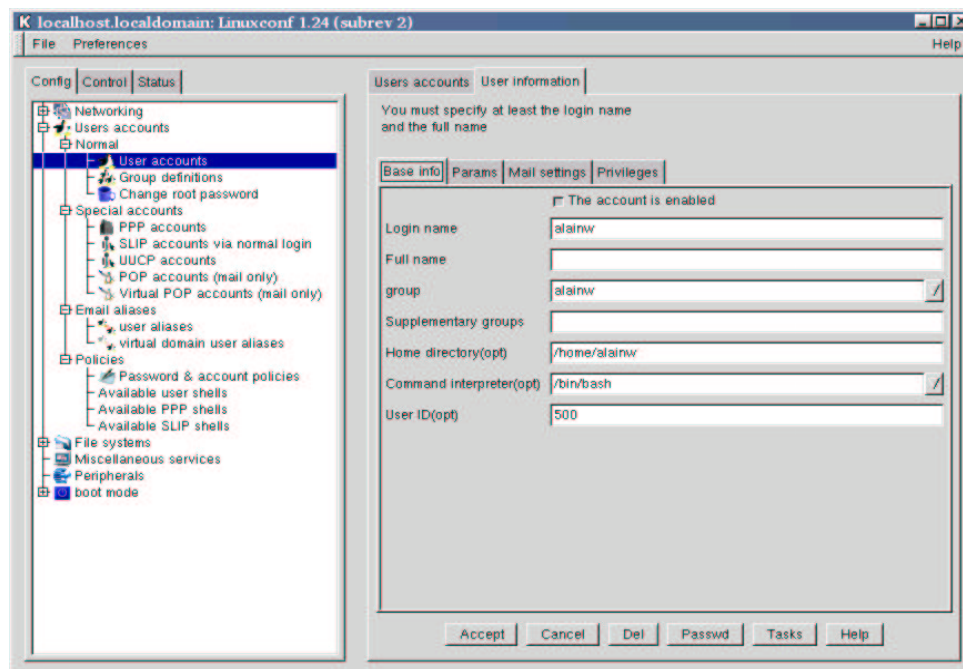 K localhost.localdomain: Linuxconf 1.24 (subrev 2)
File Preferences Help
Config Control Status
Networking
Users accounts
Normal
User accounts
Group definitions
Change root password
Special accounts
PPP accounts
SLIP accounts via normal login
UUCP accounts
POP accounts (mail only)
Virtual POP accounts (mail only)
Email aliases
user aliases
virtual domain user aliases
Policies
Password & account policies
Available user shells
Available PPP shells
Available SLIP shells
File systems
Miscellaneous services
Peripherals
boot mode
Users accounts User information
You must specify at least the login name
and the full name
Base info Params Mail settings Privileges
The account is enabled
Login name alainw
Full name
group alainw
Supplementary groups
Home directory(opt) /home/alainw
Command interpreter(opt) /bin/bash
User ID(opt) 500
Accept Cancel Del Passwd Tasks Help